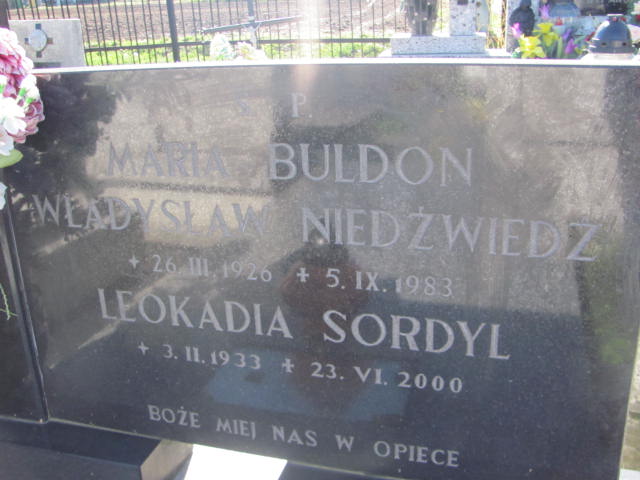 Ś. P.
MARIA BULDON
WŁADYSŁAW NIEDŹWIEDZ
+ 26.III.1926 + 5.IX.1983
LEOKADIA SORDYL
+ 3.II.1933 + 23.VI.2000
BOŻE MIEJ NAS W OPIECE